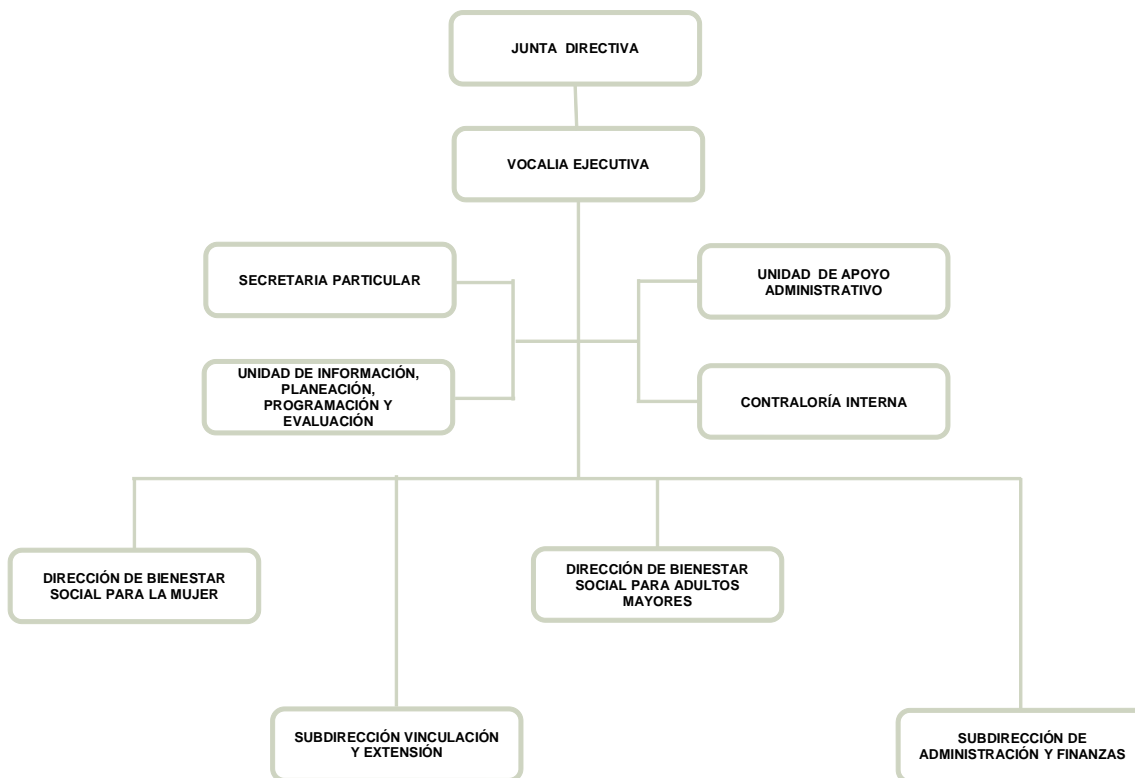 JUNTA DIRECTIVA
VOCALIA EJECUTIVA
SECRETARIA PARTICULAR
UNIDAD DE APOYO
ADMINISTRATIVO
UNIDAD DE INFORMACIÓN,
PLANEACIÓN,
PROGRAMACIÓN Y
EVALUACIÓN
CONTRALORÍA INTERNA
DIRECCIÓN DE BIENESTAR
SOCIAL PARA LA MUJER
DIRECCIÓN DE BIENESTAR
SOCIAL PARA ADULTOS
MAYORES
SUBDIRECCIÓN VINCULACIÓN
Y EXTENSIÓN
SUBDIRECCIÓN DE
ADMINISTRACIÓN Y FINANZAS